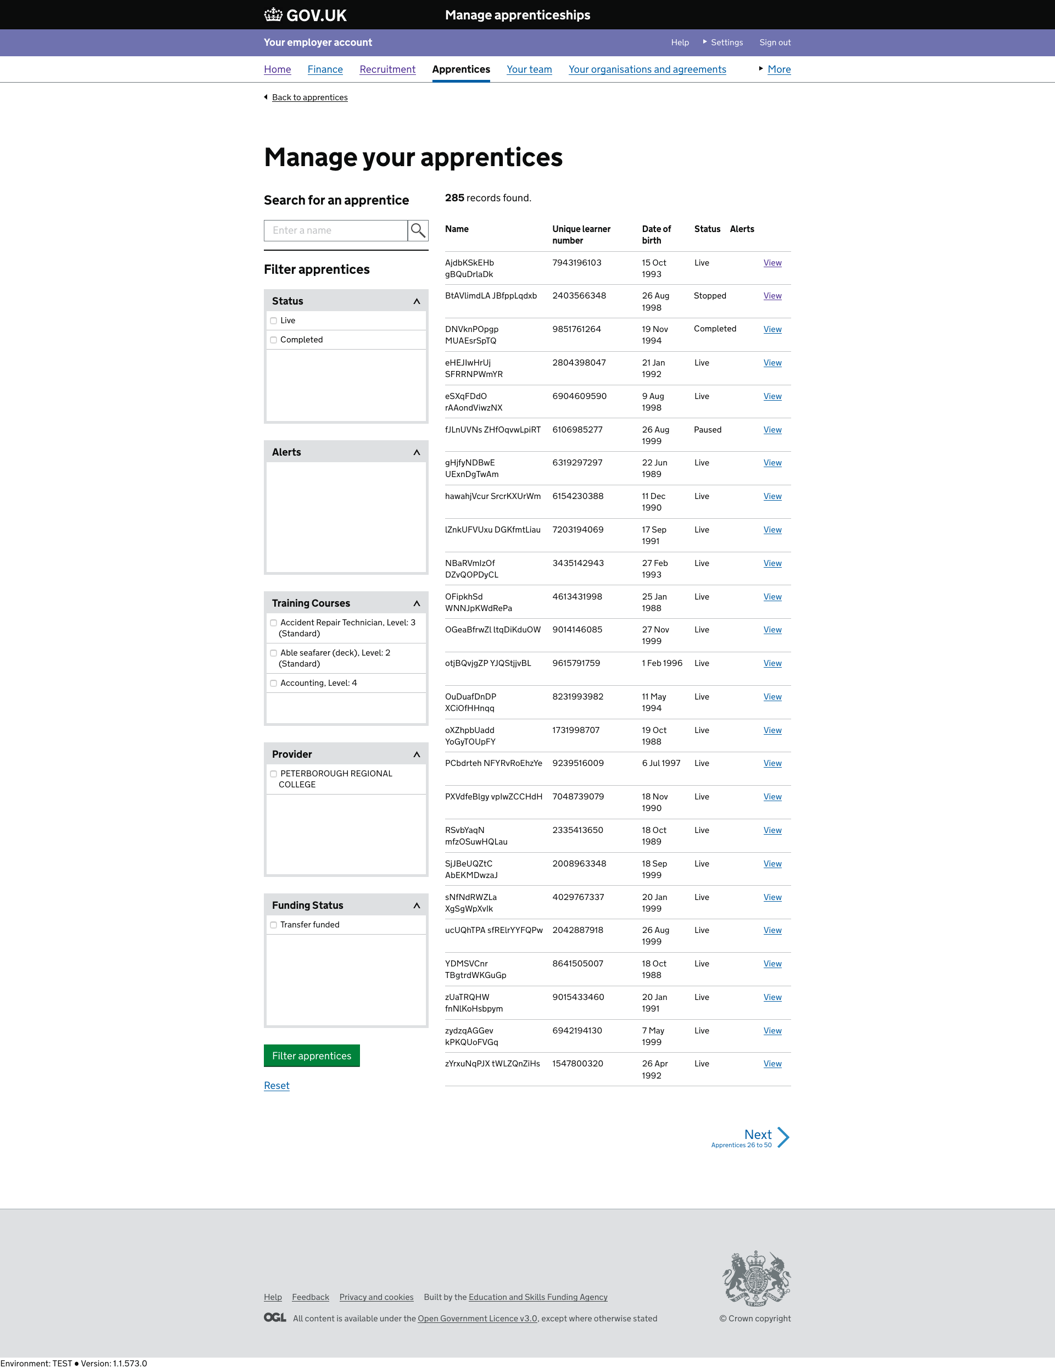 GOV.UK
Manage apprenticeships
Your employer account
Help
Settings
Sign out
Home
Finance
Recruitment
Apprentices
Your team
Your organisations and agreements
More
Back to apprentices
Manage your apprentices
Search for an apprentice
Enter a name
Filter apprentices
Status
Live
Completed
Alerts
Training Courses
Accident Repair Technician, Level: 3
(Standard)
Able seafarer (deck), Level: 2
(Standard)
Accounting, Level: 4
Provider
PETERBOROUGH REGIONAL
COLLEGE
Funding Status
Transfer funded
Filter apprentices
Reset
285 records found.
Name Unique learner Date of Status Alerts
number birth
AjdbKSkEHb 7943196103 15 Oct Live View
gBQuDrlaDk 1993
BtAVlimdLA JBfppLqdxb 2403566348 26 Aug Stopped View
1998
DNVknPOpgp 9851761264 19 Nov Completed View
MUAEsrSpTQ 1994
eHEJIwHrUj 2804398047 21 Jan Live View
SFRRNPWmYR 1992
eSXqFDdO 6904609590 9 Aug Live View
rAAondViwzNX 1998
fJLnUVNs ZHfOqvwLpiRT 6106985277 26 Aug Paused View
1999
gHjfyNDBwE 6319297297 22 Jun Live View
UExnDgTwAm 1989
hawahjVcur SrcrKXUrWm 6154230388 11 Dec Live View
1990
lZnkUFVUxu DGKfmtLiau 7203194069 17 Sep Live View
1991
NBaRVmIzOf 3435142943 27 Feb Live View
DZvQOPDyCL 1993
OFipkhSd 4613431998 25 Jan Live View
WNNJpKWdRePa 1988
OGeaBfrwZl ltqDiKduOW 9014146085 27 Nov Live View
1999
otjBQvjgZP YJQStjjvBL 9615791759 1 Feb 1996 Live View
OuDuafDnDP 8231993982 11 May Live View
XCiOfHHnqq 1994
oXZhpbUadd 1731998707 19 Oct Live View
YoGyTOUpFY 1988
PCbdrteh NFYRvRoEhzYe 9239516009 6 Jul 1997 Live View
PXVdfeBlgy vplwZCCHdH 7048739079 18 Nov Live View
1990
RSvbYaqN 2335413650 18 Oct Live View
mfzOSuwHQLau 1989
SjJBeUQZtC 2008963348 18 Sep Live View
AbEKMDwzaJ 1999
sNfNdRWZLa 4029767337 20 Jan Live View
XgSgWpXvIk 1999
ucUQhTPA sfRElrYYFQPw 2042887918 26 Aug Live View
1999
YDMSVCnr 8641505007 18 Oct Live View
TBgtrdWKGuGp 1988
zUaTRQHW 9015433460 20 Jan Live View
fnNlKoHsbpym 1991
zydzqAGGev 6942194130 7 May Live View
kPKQUoFVGq 1999
zYrxuNqPJX tWLZQnZiHs 1547800320 26 Apr Live View
1992
Next
Apprentices 26 to 50
Help
Feedback
Privacy and cookies
Built by the Education and Skills Funding Agency
OGL All content is available under the Open Government Licence v3.0, except where otherwise stated
© Crown copyright
Environment: TEST ● Version: 1.1.573.0